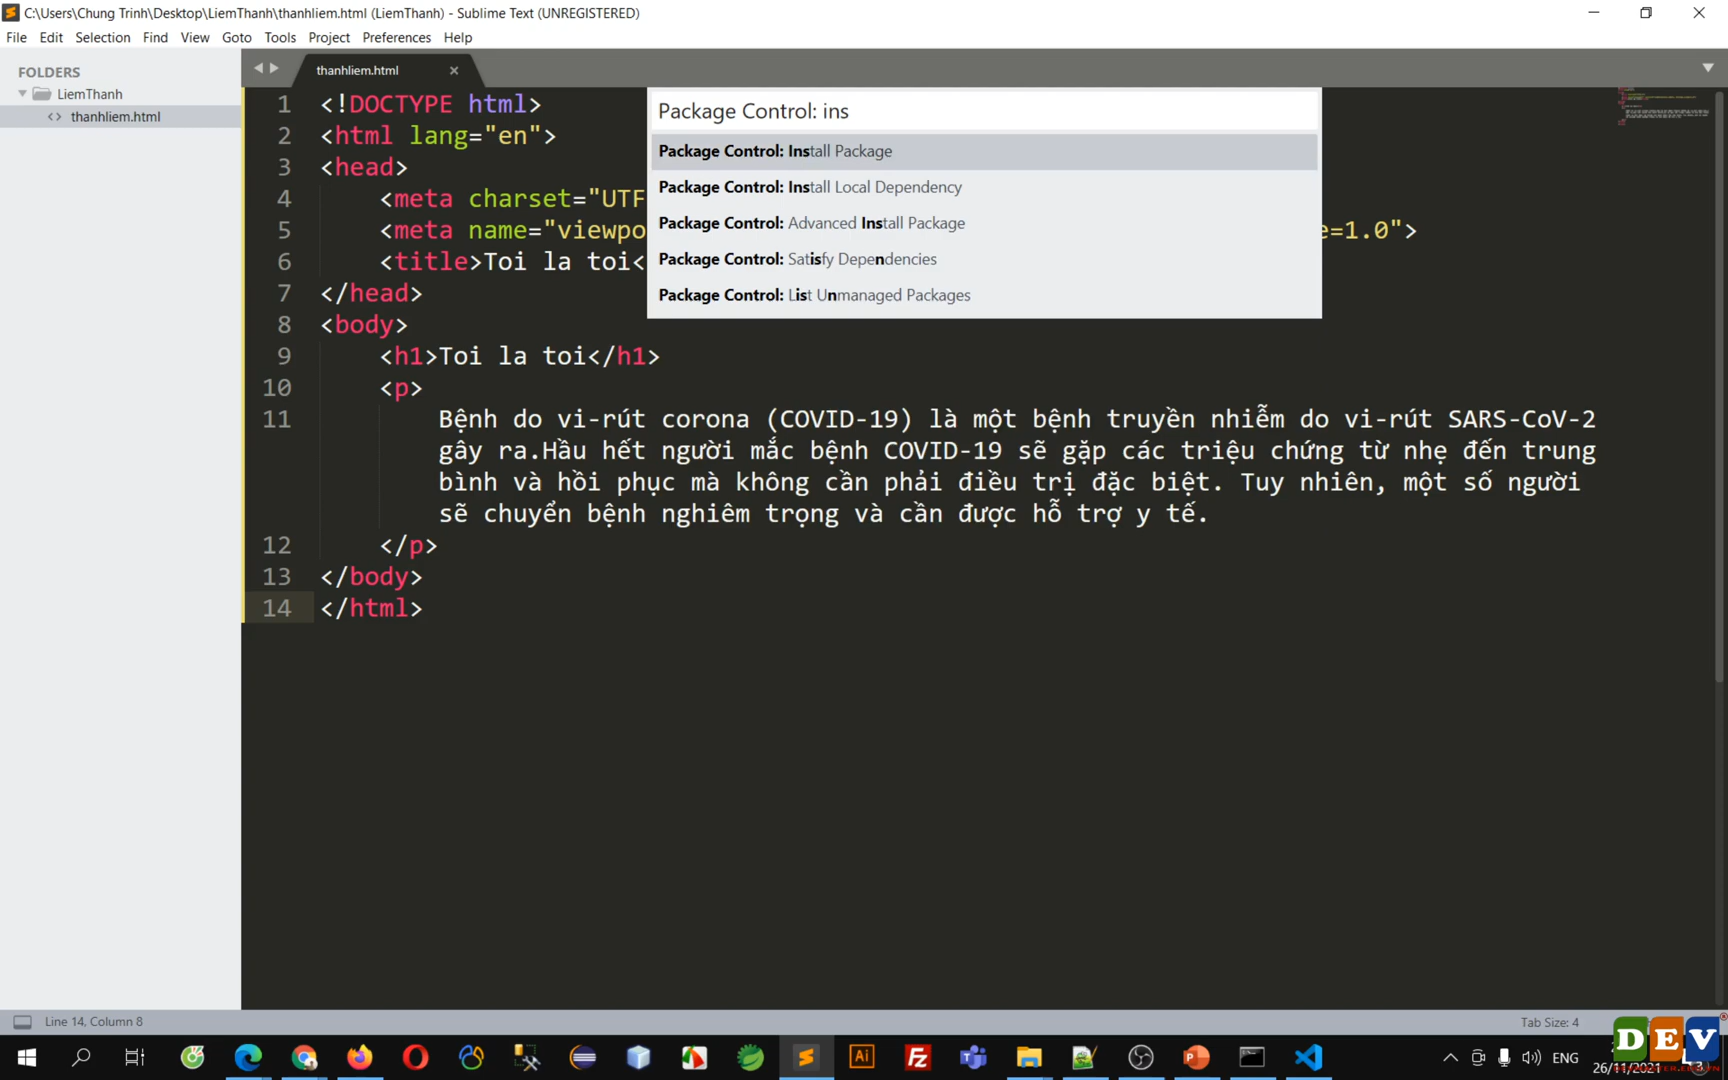 C:\Users\Chung Trinh\Desktop\LiemThanh\thanhliem.html (LiemThanh) - Sublime Text (UNREGISTERED)
File Edit Selection Find View Goto Tools Project Preferences Help
FOLDERS
LiemThanh
<> thanhliem.html
thanhliem.html
Package Control: ins
Package Control: Install Package
Package Control: Install Local Dependency
Package Control: Advanced Install Package
Package Control: Satisfy Dependencies
Package Control: List Unmanaged Packages
1 <!DOCTYPE html>
2 <html lang="en">
3 <head>
4 <meta charset="UTF
5 <meta name="viewpo e=1.0">
6 <title>Toi la toi<
7 </head>
8 <body>
9 <h1>Toi la toi</h1>
10 <p>
11 Bệnh do vi-rút corona (COVID-19) là một bệnh truyền nhiễm do vi-rút SARS-CoV-2
gây ra.Hầu hết người mắc bệnh COVID-19 sẽ gặp các triệu chứng từ nhẹ đến trung
bình và hồi phục mà không cần phải điều trị đặc biệt. Tuy nhiên, một số người
sẽ chuyển bệnh nghiêm trọng và cần được hỗ trợ y tế.
12 </p>
13 </body>
14 </html>
Line 14, Column 8
Tab Size: 4
DEV
Ai
Fz
ENG
26/11/2021